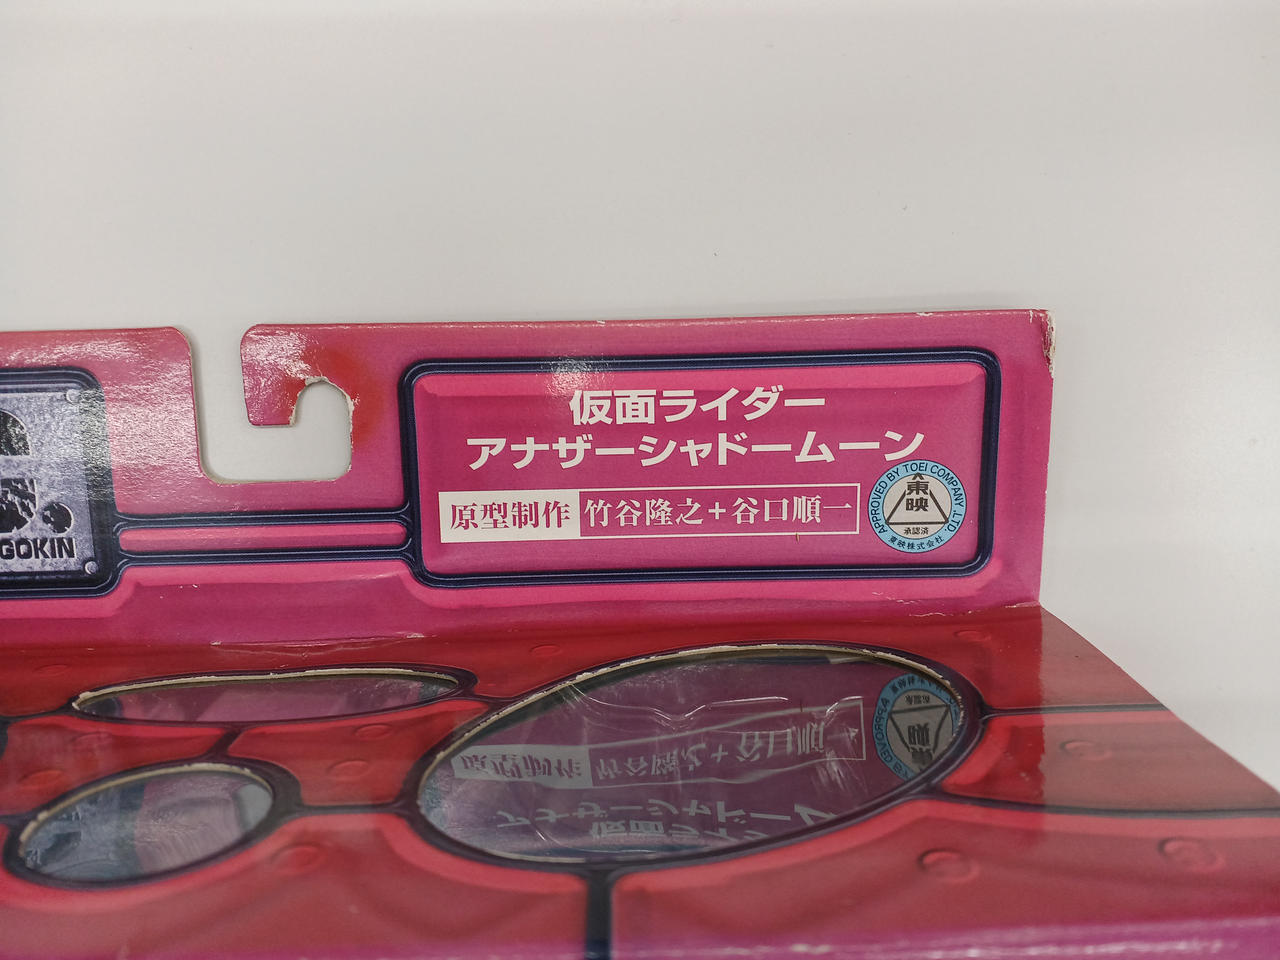 仮面ライダー
アナザーシャドームーン
原型制作 竹谷隆之+谷口順一
APPROVED BY TOEI COMPANY, LTD.
東映
承認済
東映株式会社
GOKIN